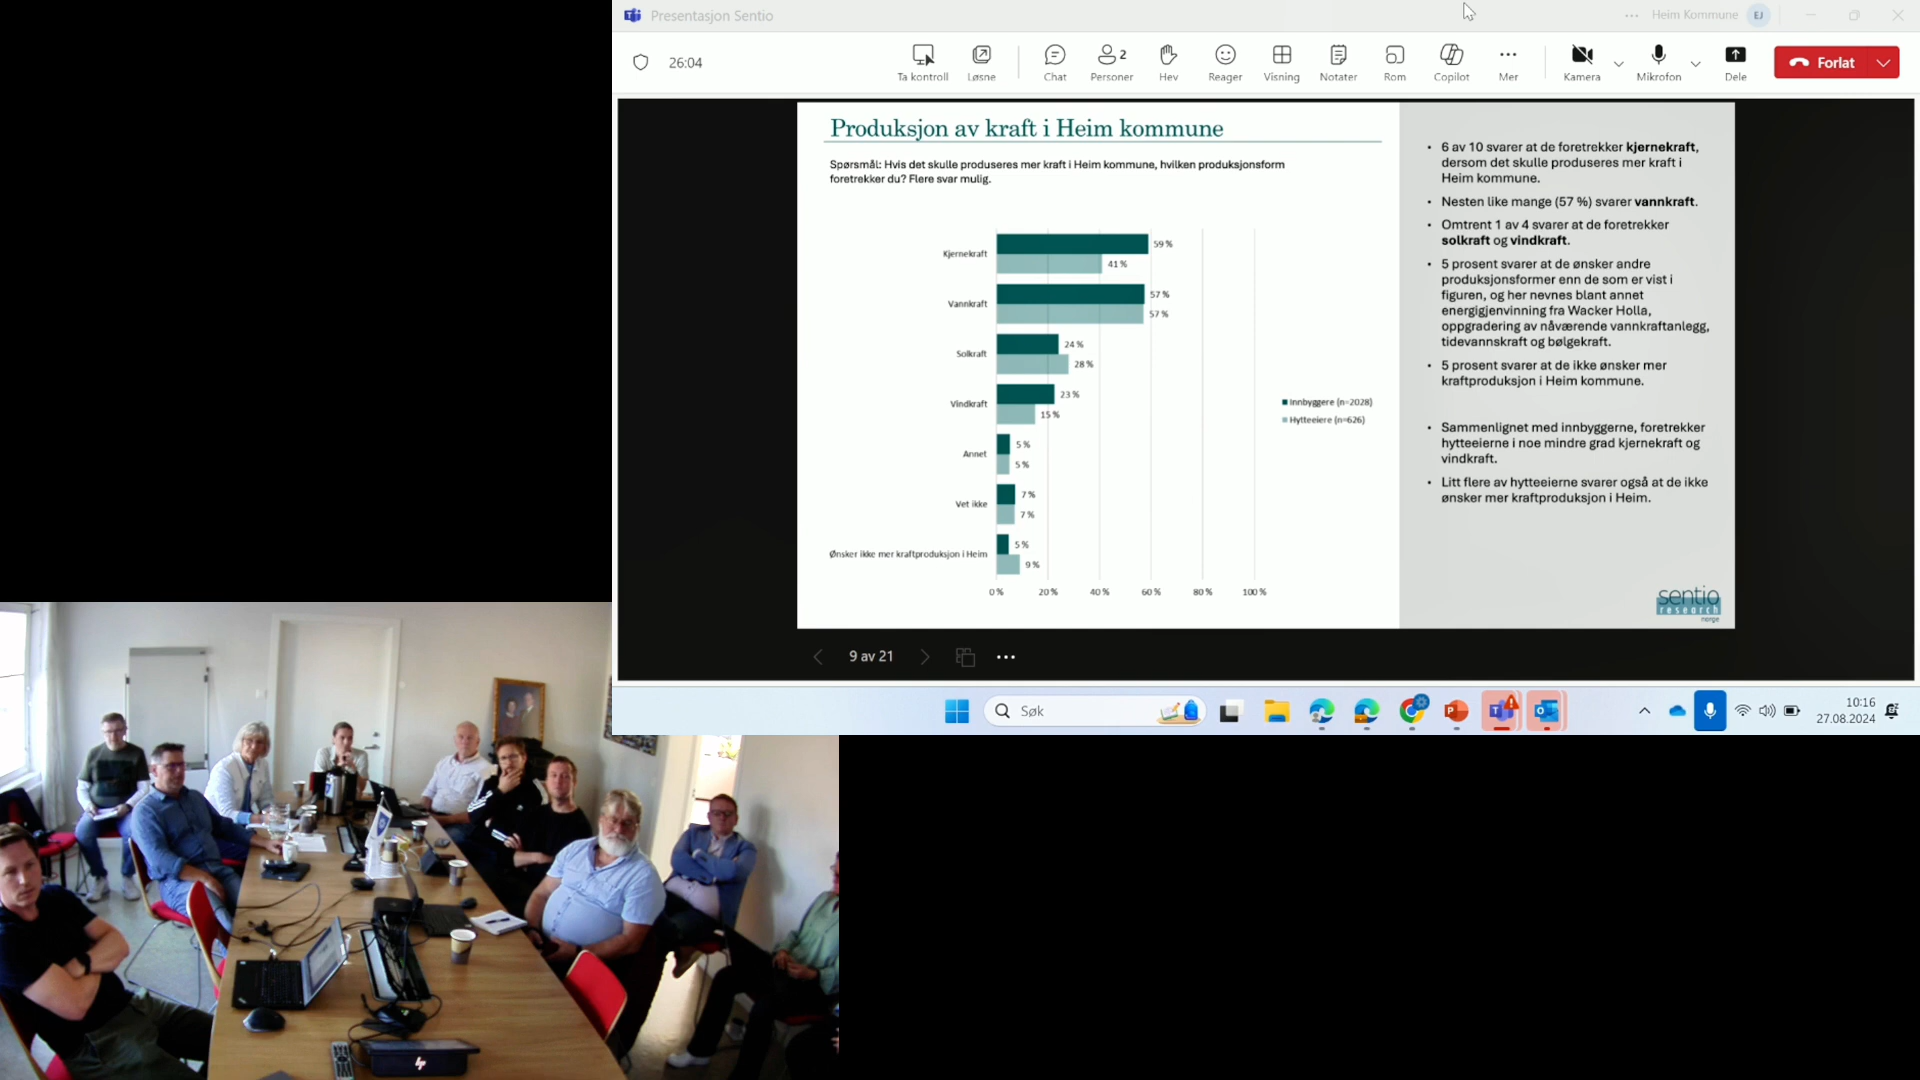 Presentasjon Sentio
Heim Kommune
EJ
26:04
Ta kontroll
Løsne
Chat
2
Personer
Hev
Reager
Visning
Notater
Rom
Copilot
Mer
Kamera
Mikrofon
Dele
Forlat
Produksjon av kraft i Heim kommune
Spørsmål: Hvis det skulle produseres mer kraft i Heim kommune, hvilken produksjonsform
foretrekker du? Flere svar mulig.
Kjernekraft
59 %
41 %
Vannkraft
57 %
57 %
Solkraft
24 %
28 %
Vindkraft
23 %
15 %
Annet
5 %
5 %
Vet ikke
7 %
7 %
Ønsker ikke mer kraftproduksjon i Heim
5 %
9 %
0 %
20 %
40 %
60 %
80 %
100 %
Innbyggere (n=2028)
Hytteeiere (n=626)
• 6 av 10 svarer at de foretrekker kjernekraft,
dersom det skulle produseres mer kraft i
Heim kommune.
• Nesten like mange (57 %) svarer vannkraft.
• Omtrent 1 av 4 svarer at de foretrekker
solkraft og vindkraft.
• 5 prosent svarer at de ønsker andre
produksjonsformer enn de som er vist i
figuren, og her nevnes blant annet
energigjenvinning fra Wacker Holla,
oppgradering av nåværende vannkraftanlegg,
tidevannskraft og bølgekraft.
• 5 prosent svarer at de ikke ønsker mer
kraftproduksjon i Heim kommune.
• Sammenlignet med innbyggerne, foretrekker
hytteeierne i noe mindre grad kjernekraft og
vindkraft.
• Litt flere av hytteeierne svarer også at de ikke
ønsker mer kraftproduksjon i Heim.
sentio
research
norge
9 av 21
Søk
10:16
27.08.2024